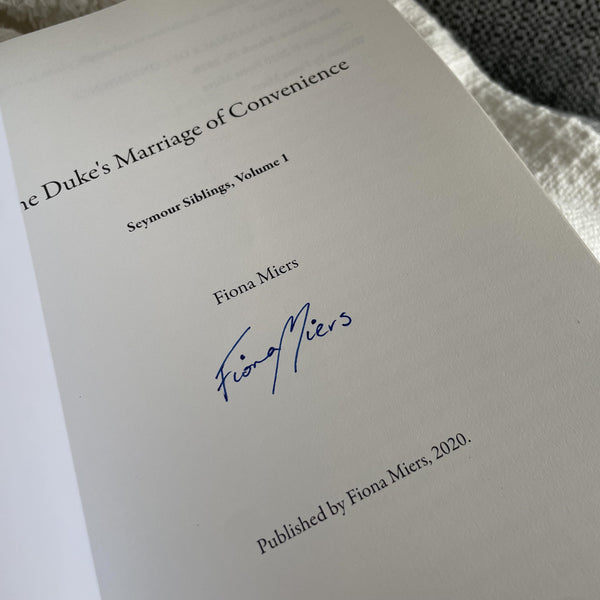 he Duke's Marriage of Convenience
Seymour Siblings, Volume 1
Fiona Miers
Fiona Miers
Published by Fiona Miers, 2020.